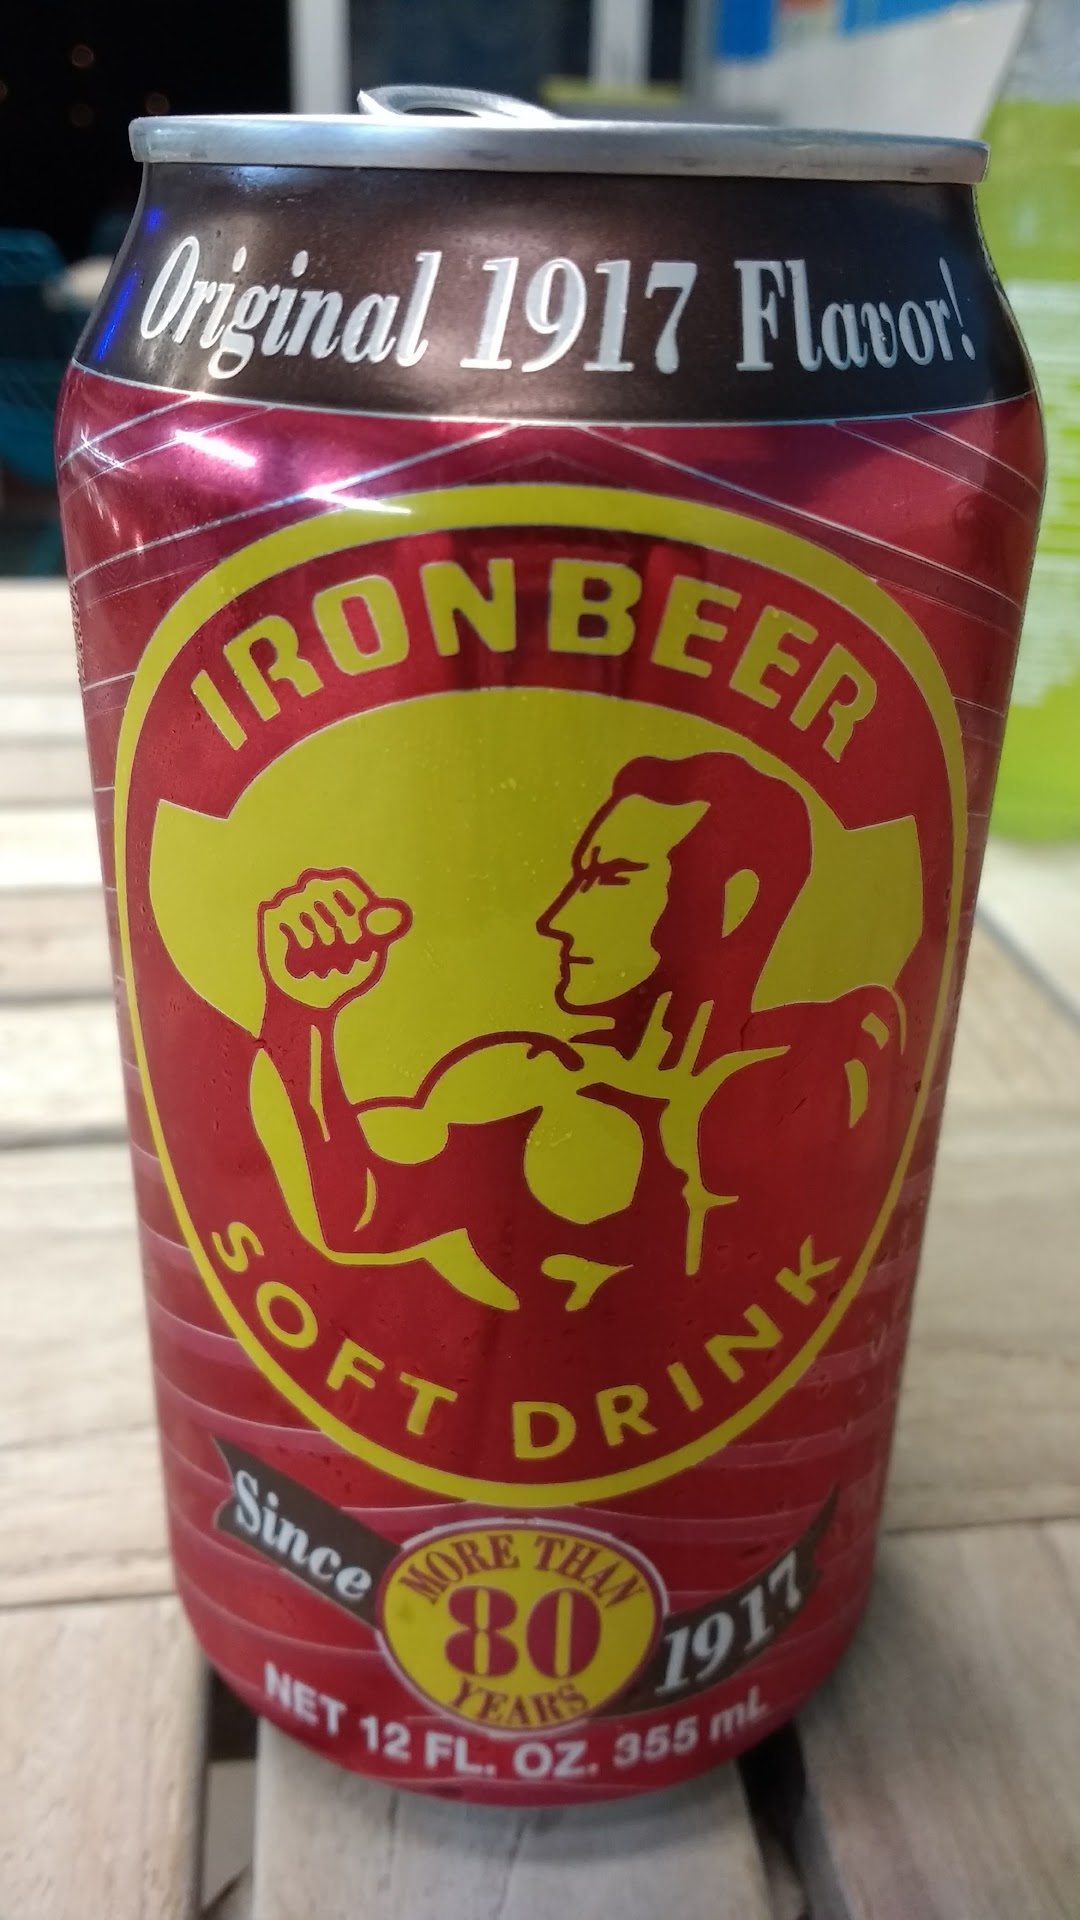 Original 1917 Flavor!
IRONBEER
SOFT DRINK
Since
MORE THAN
80
YEARS
1917
NET 12 FL. OZ. 355 mL